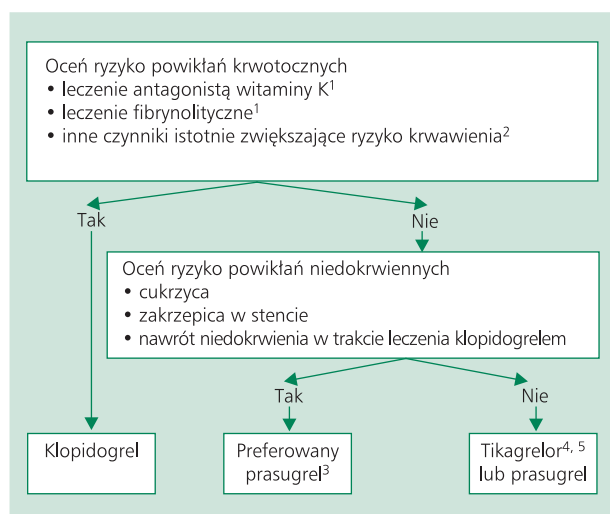 Oceń ryzyko powikłań krwotocznych
• leczenie antagonistą witaminy K¹
• leczenie fibrynolityczne¹
• inne czynniki istotnie zwiększające ryzyko krwawienia²
Tak
Nie
Oceń ryzyko powikłań niedokrwiennych
• cukrzyca
• zakrzepica w stencie
• nawrót niedokrwienia w trakcie leczenia klopidogrelem
Tak
Nie
Klopidogrel
Preferowany
prasugrel³
Tikagrelor⁴, ⁵
lub prasugrel